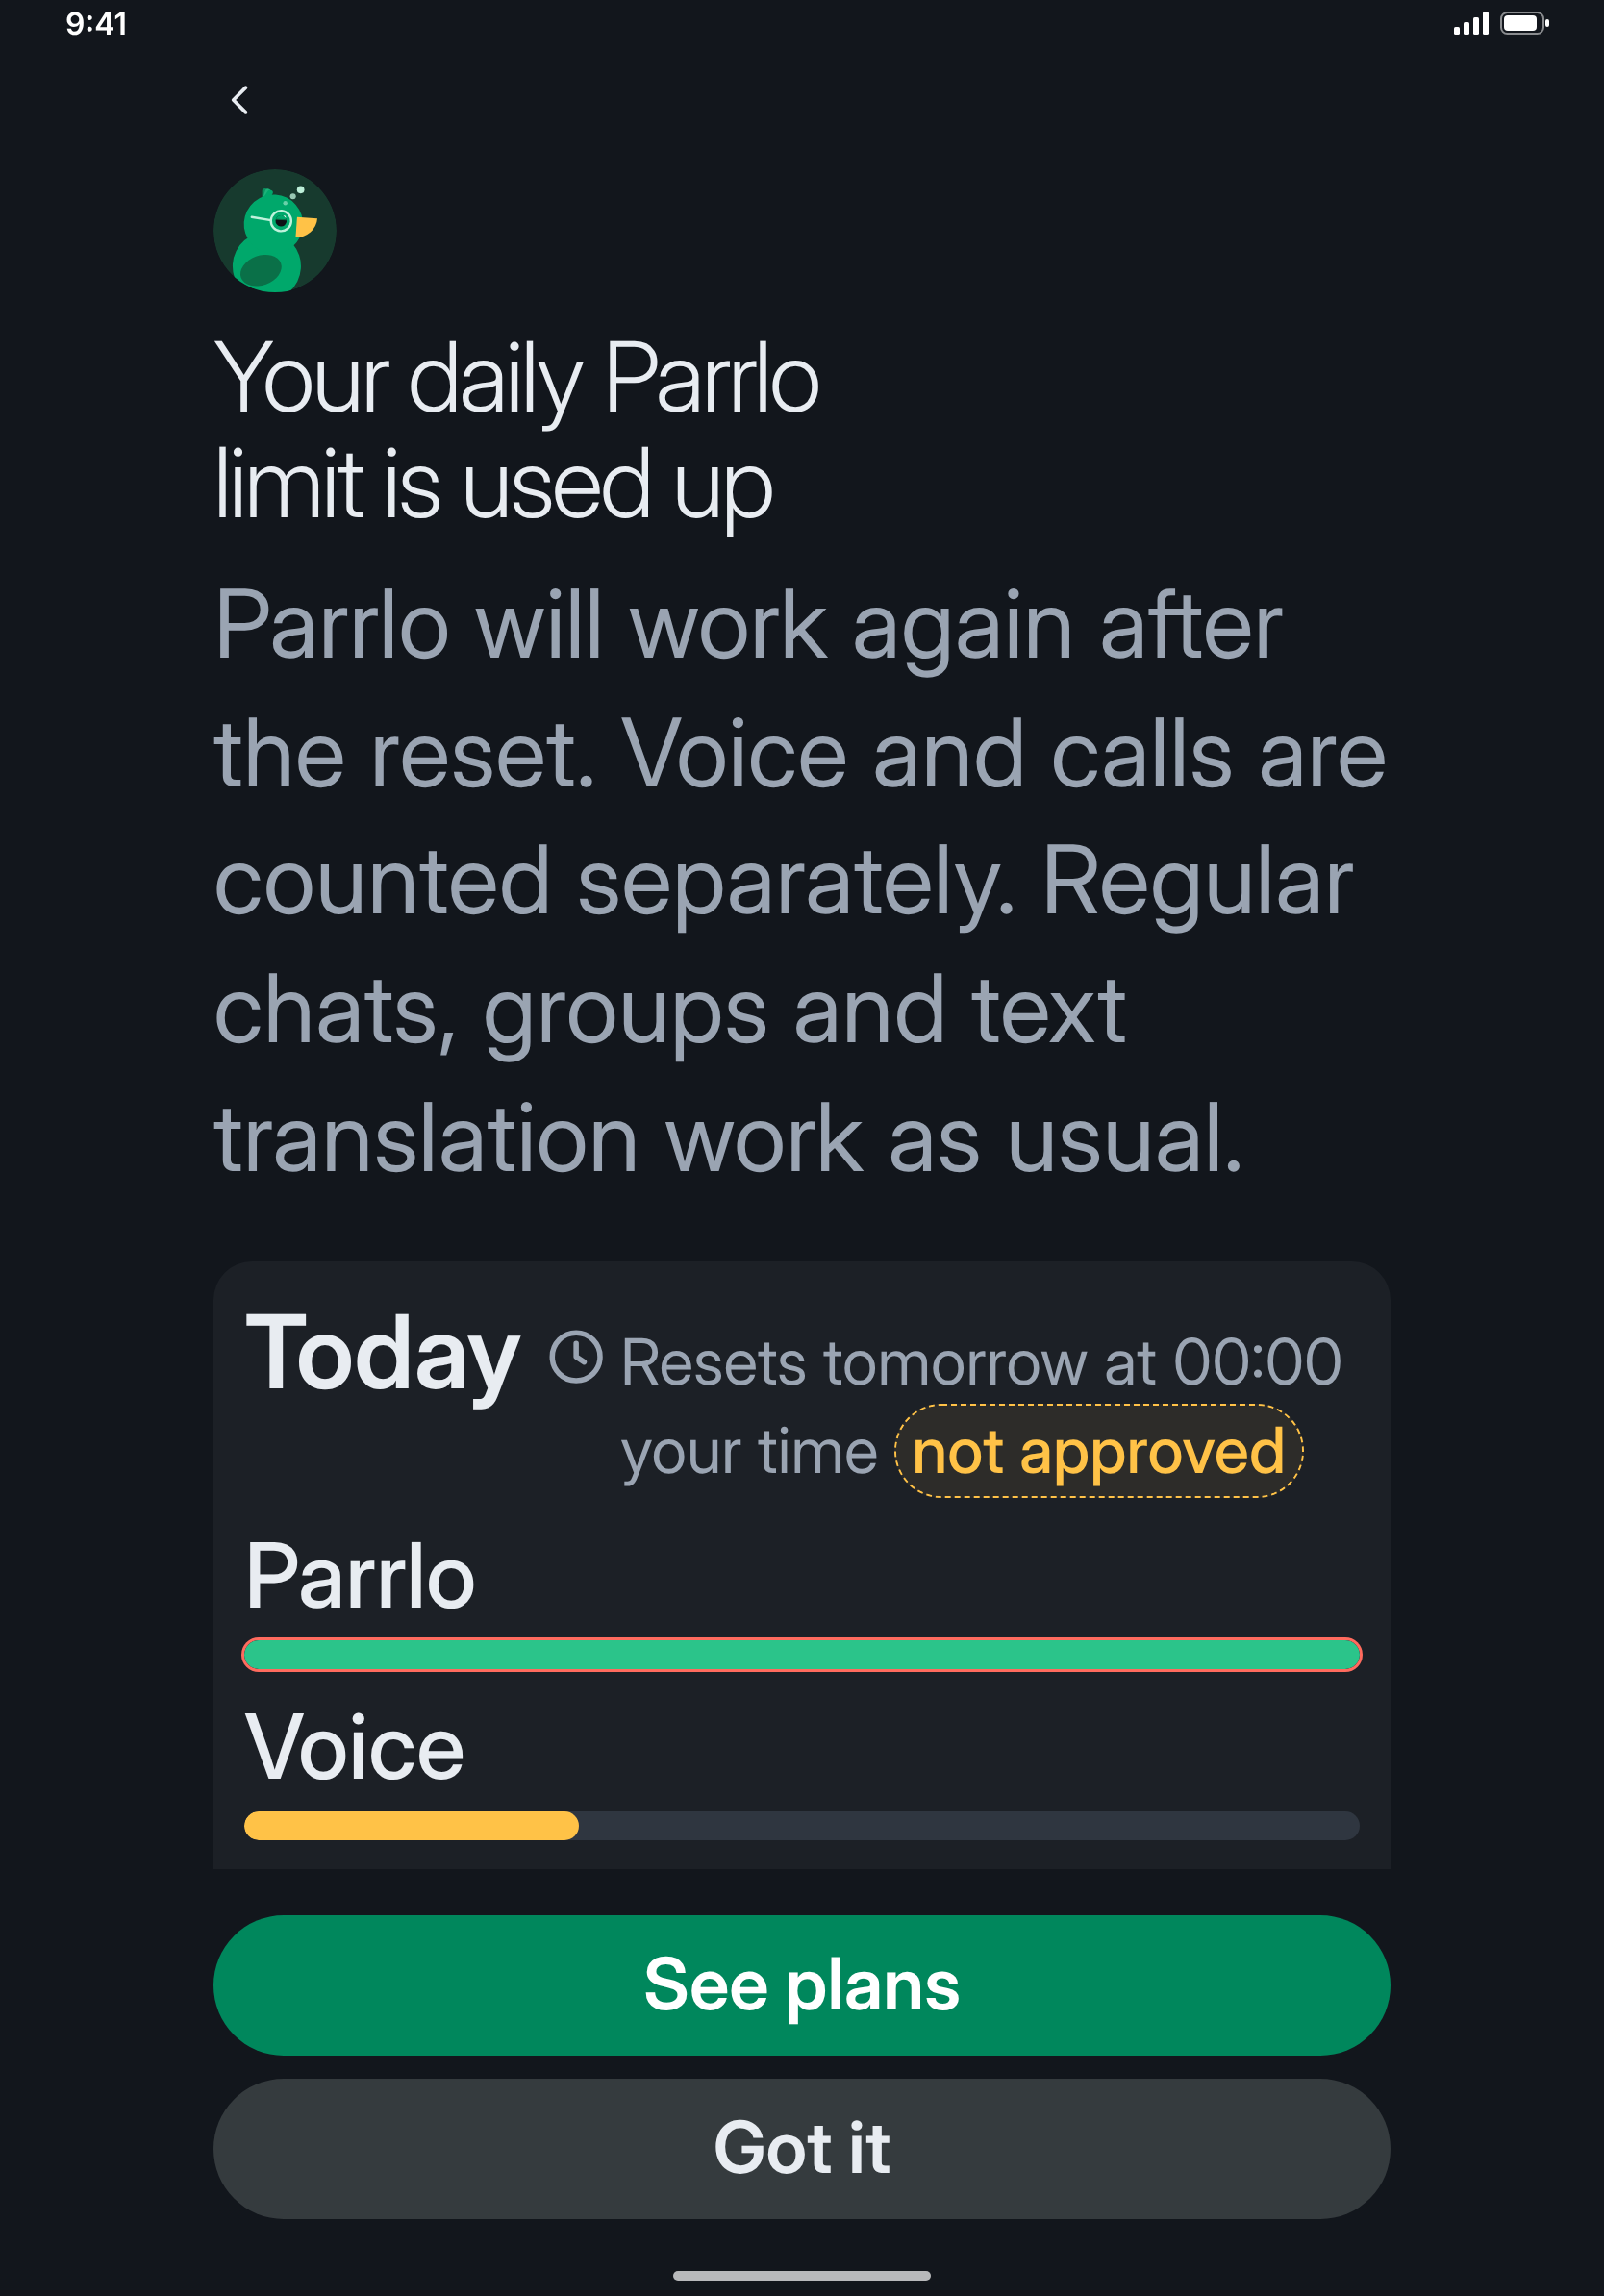 9:41
Your daily Parrlo
limit is used up
Parrlo will work again after
the reset. Voice and calls are
counted separately. Regular
chats, groups and text
translation work as usual.
Today
Resets tomorrow at 00:00
your time not approved
Parrlo
Voice
See plans
Got it